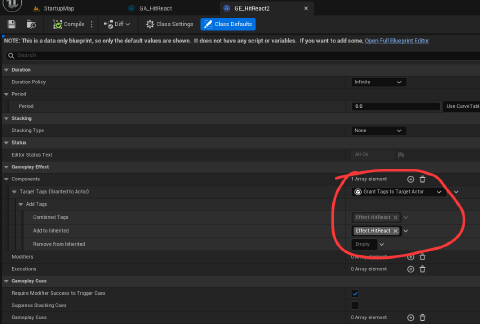 StartupMap GA_HitReact GE_HitReact2
Compile Diff Class Settings Class Defaults
NOTE: This is a data only blueprint, so only the default values are shown. It does not have any script or variables. If you want to add some, Open Full Blueprint Editor
Search
Duration
Duration Policy Infinite
Period
Period 0.0 Use CurveTabl
Stacking
Stacking Type None
Status
Editor Status Text All Ok
Gameplay Effect
Components 1 Array element
Target Tags (Granted to Actor) Grant Tags to Target Actor
Add Tags
Combined Tags Effect.HitReact
Add to Inherited Effect.HitReact
Remove from Inherited Empty
Modifiers 0 Array element
Executions 0 Array element
Gameplay Cues
Require Modifier Success to Trigger Cues
Suppress Stacking Cues
Gameplay Cues 0 Array element